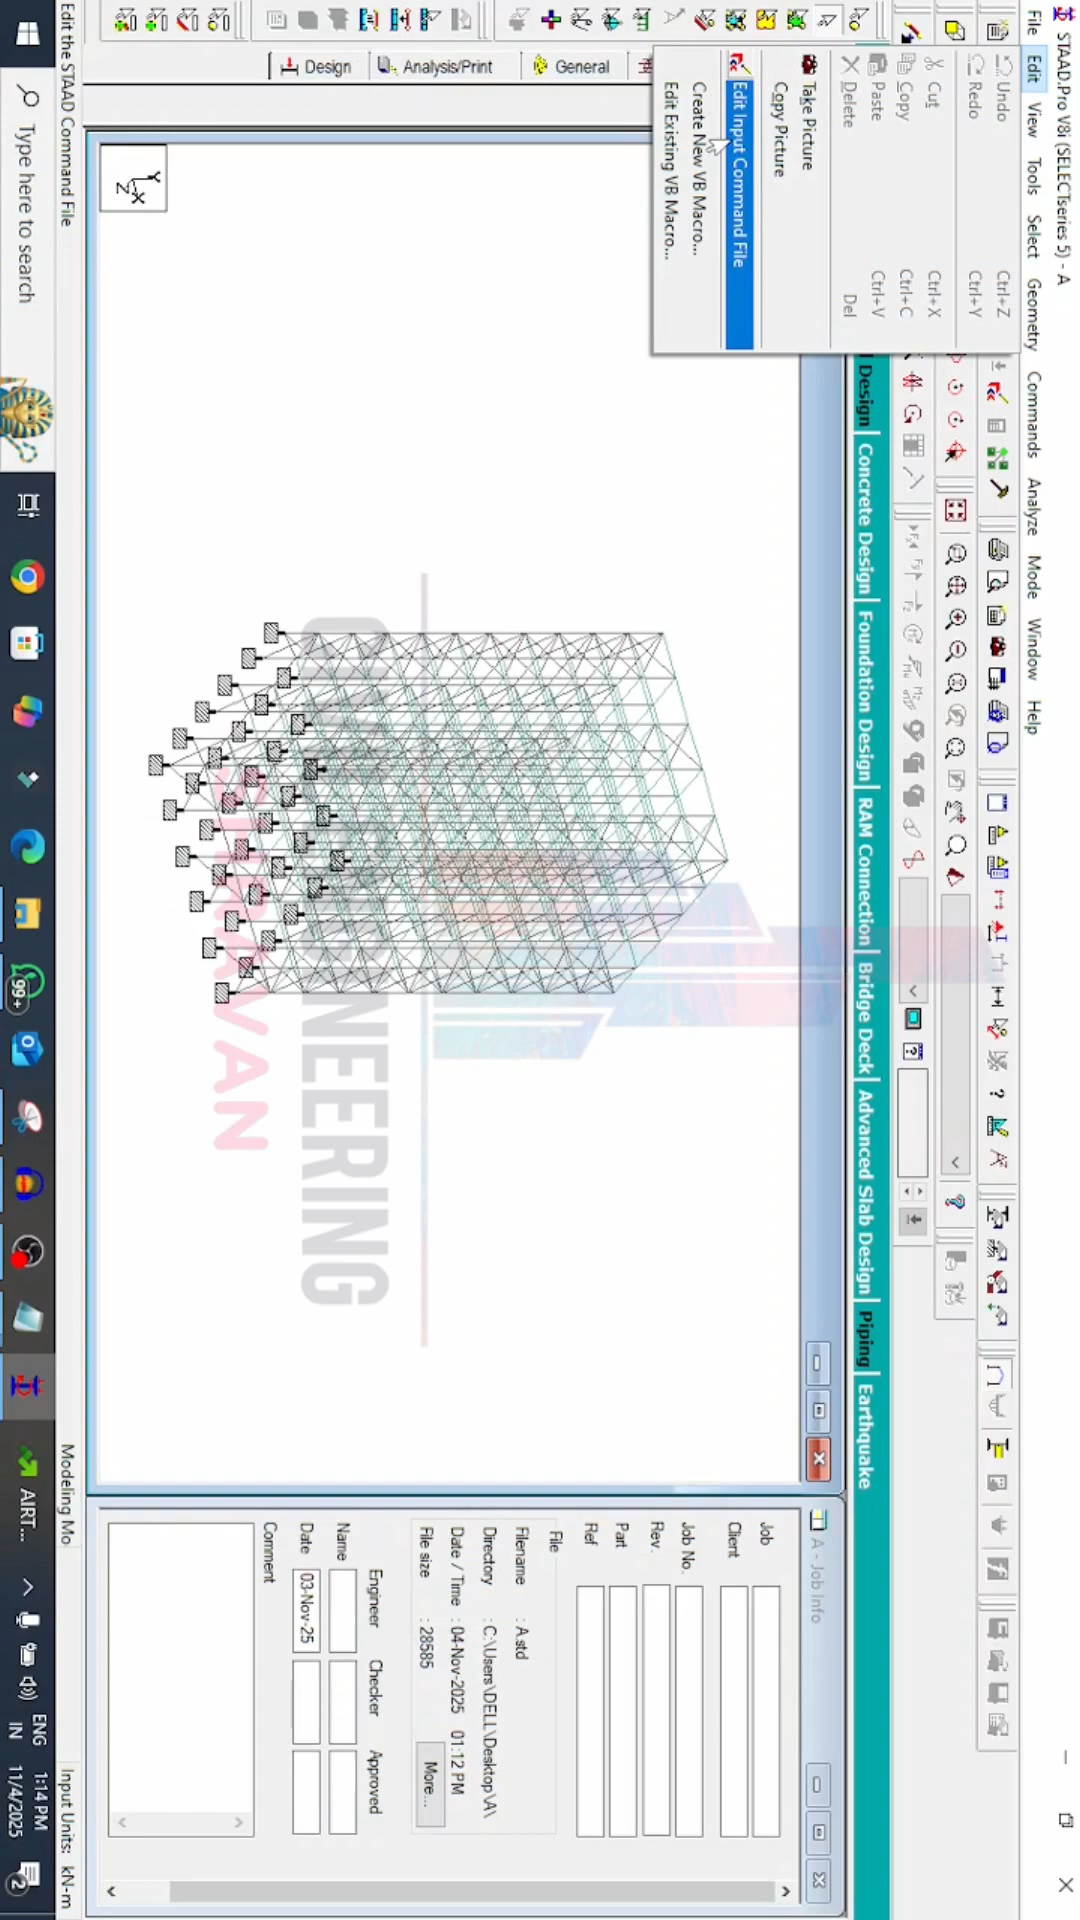 STAAD.Pro V8i (SELECTseries 5) - A
File Edit View Tools Select Geometry Commands Analyze Mode Window Help
Undo Ctrl+Z
Redo Ctrl+Y
Cut Ctrl+X
Copy Ctrl+C
Paste Ctrl+V
Delete Del
Take Picture
Copy Picture
Edit Input Command File
Create New VB Macro...
Edit Existing VB Macro...
Design Concrete Design Foundation Design RAM Connection Bridge Deck Advanced Slab Design Piping Earthquake
General Analysis/Print Design
Y
X
Z
ENGINEERING
SHRAVAN
A - Job Info
Job
Client
Job No.
Rev.
Part
Ref
File
Filename : A.std
Directory : C:\Users\DELL\Desktop\A\
Date / Time : 04-Nov-2025 01:12 PM
File size : 28585
More...
Engineer Checker Approved
Name
Date 03-Nov-25
Comment
Edit the STAAD Command File
Modeling Mo
Input Units: kN-m
Type here to search
99+
AIRT...
ENG
IN
1:14 PM
11/4/2025
2